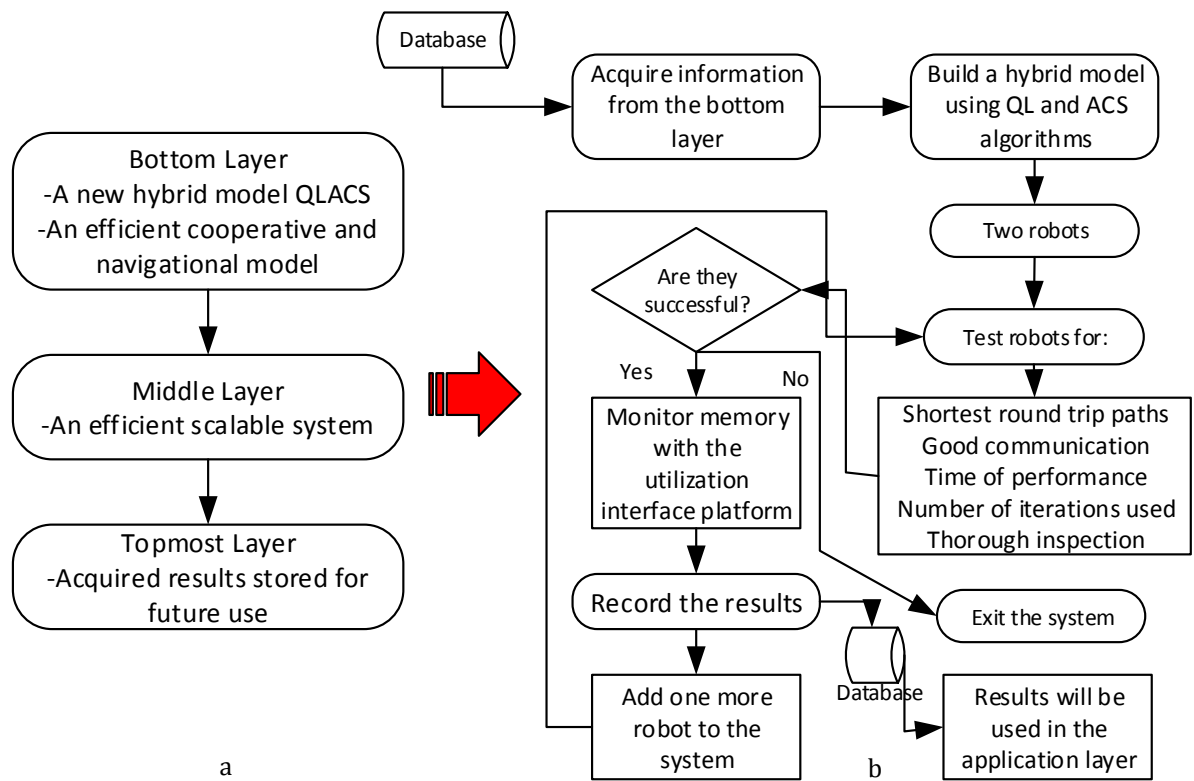 Database
Acquire information
from the bottom
layer
Build a hybrid model
using QL and ACS
algorithms
Bottom Layer
-A new hybrid model QLACS
-An efficient cooperative and
navigational model
Middle Layer
-An efficient scalable system
Topmost Layer
-Acquired results stored for
future use
a
Two robots
Test robots for:
Shortest round trip paths
Good communication
Time of performance
Number of iterations used
Thorough inspection
Are they
successful?
Yes
No
Monitor memory
with the
utilization
interface platform
Record the results
Exit the system
Database
Add one more
robot to the
system
Results will be
used in the
application layer
b